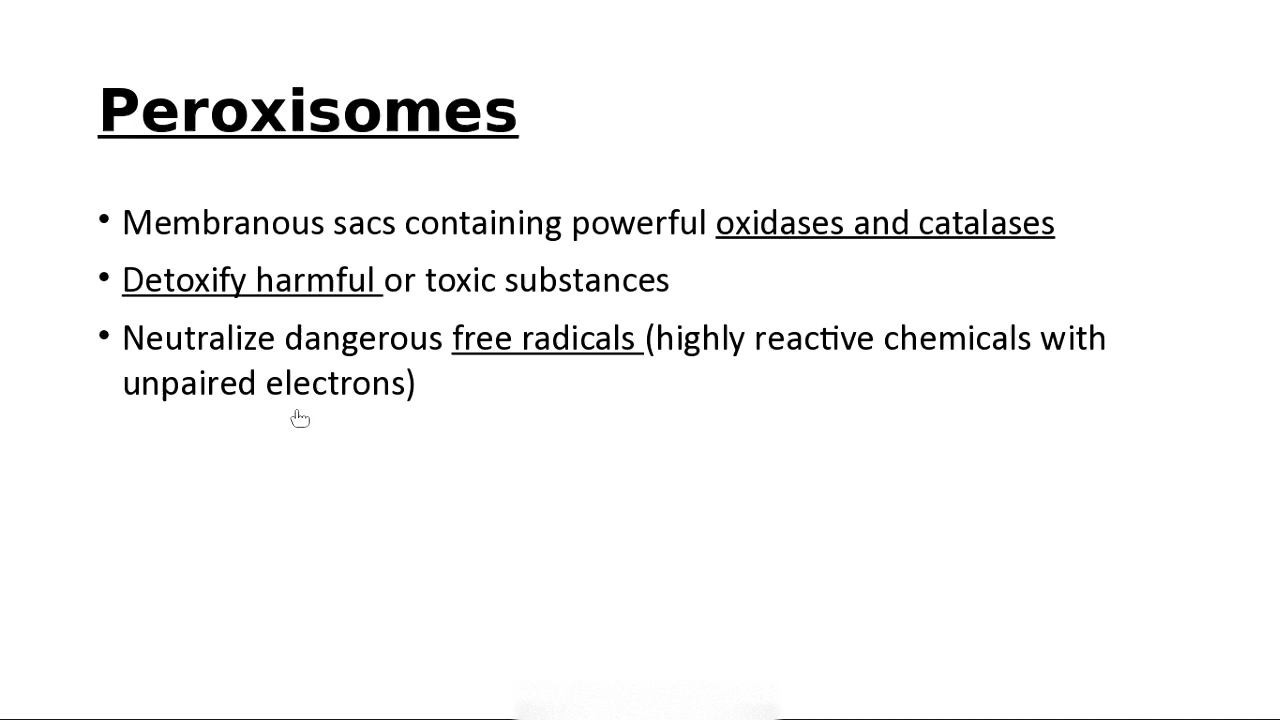 Peroxisomes
• Membranous sacs containing powerful oxidases and catalases
• Detoxify harmful or toxic substances
• Neutralize dangerous free radicals (highly reactive chemicals with
unpaired electrons)